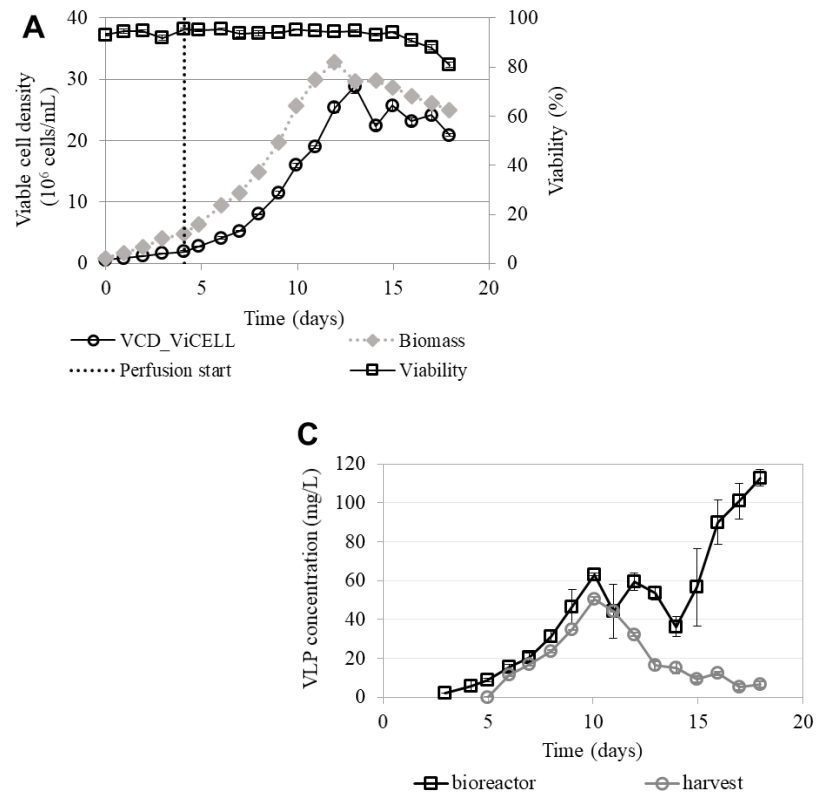 A
40
30
20
10
0
Viable cell density
(10⁶ cells/mL)
100
80
60
40
20
0
Viability (%)
0 5 10 15 20
Time (days)
VCD_ViCELL Biomass
Perfusion start Viability
C
120
100
80
60
40
20
0
VLP concentration (mg/L)
0 5 10 15 20
Time (days)
bioreactor harvest